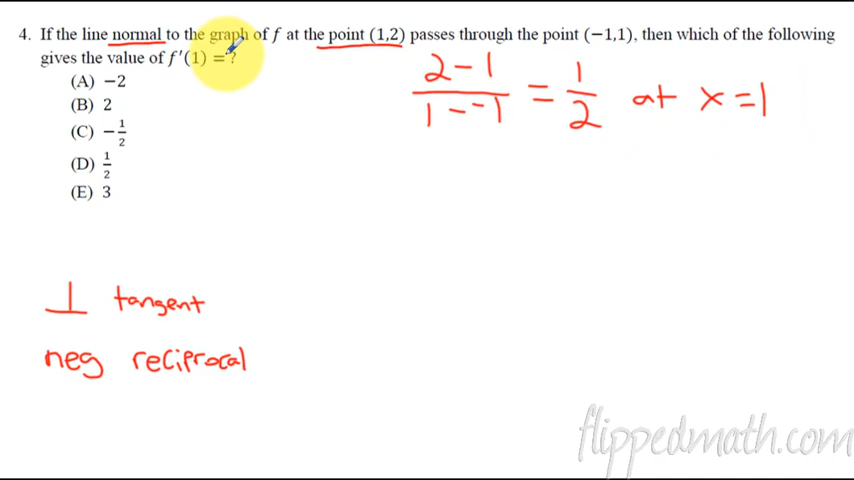 4. If the line normal to the graph of f at the point (1,2) passes through the point (−1,1), then which of the following
gives the value of f′(1) =?
(A) −2
(B) 2
(C) −1/2
(D) 1/2
(E) 3
2-1
1--1 = 1/2 at x=1
⊥ tangent
neg reciprocal
flippedmath.com